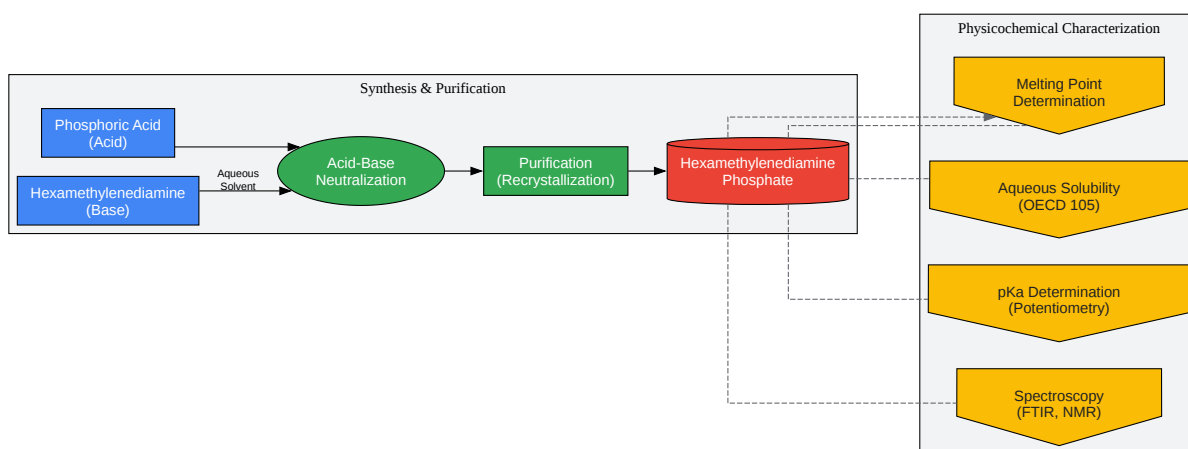 Synthesis & Purification
Phosphoric Acid
(Acid)
Hexamethylenediamine
(Base)
Aqueous
Solvent
Acid-Base
Neutralization
Purification
(Recrystallization)
Hexamethylenediamine
Phosphate
Physicochemical Characterization
Melting Point
Determination
Aqueous Solubility
(OECD 105)
pKa Determination
(Potentiometry)
Spectroscopy
(FTIR, NMR)